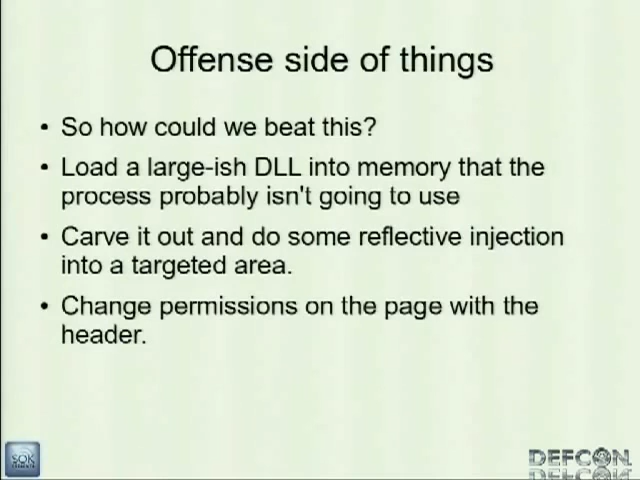 Offense side of things
• So how could we beat this?
• Load a large-ish DLL into memory that the
process probably isn't going to use
• Carve it out and do some reflective injection
into a targeted area.
• Change permissions on the page with the
header.
SOK
DEFCON